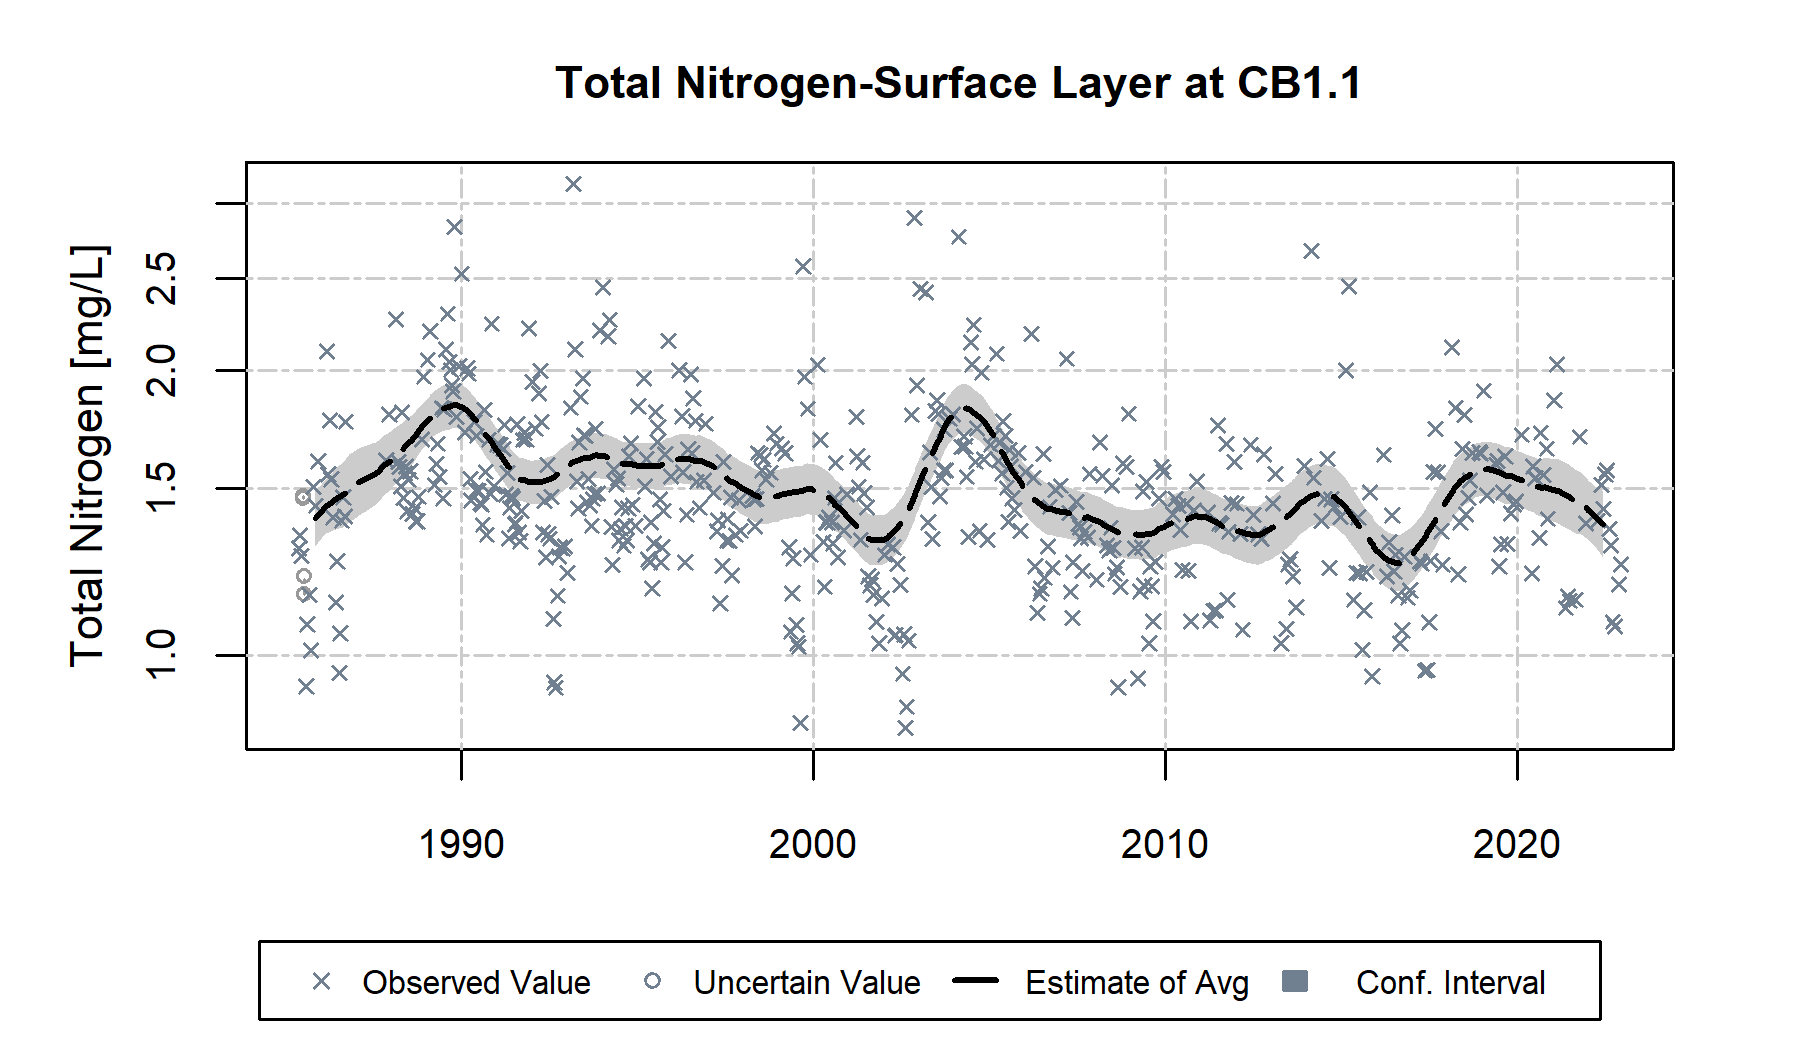 Total Nitrogen-Surface Layer at CB1.1
Total Nitrogen [mg/L]
2.5
2.0
1.5
1.0
1990 2000 2010 2020
Observed Value Uncertain Value Estimate of Avg Conf. Interval